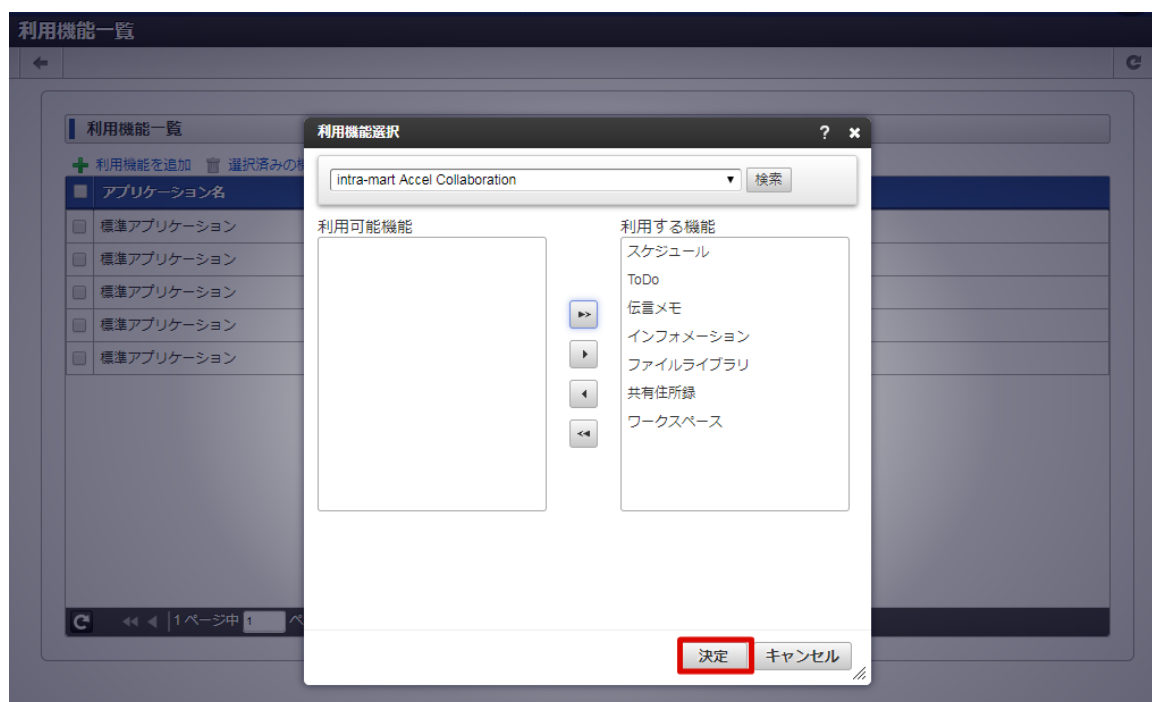 利用機能一覧
利用機能一覧
利用機能を追加 選択済みの
アプリケーション名
標準アプリケーション
標準アプリケーション
標準アプリケーション
標準アプリケーション
標準アプリケーション
1 ページ中 1
利用機能選択 ?
intra-mart Accel Collaboration 検索
利用可能機能
利用する機能
スケジュール
ToDo
伝言メモ
インフォメーション
ファイルライブラリ
共有住所録
ワークスペース
決定 キャンセル